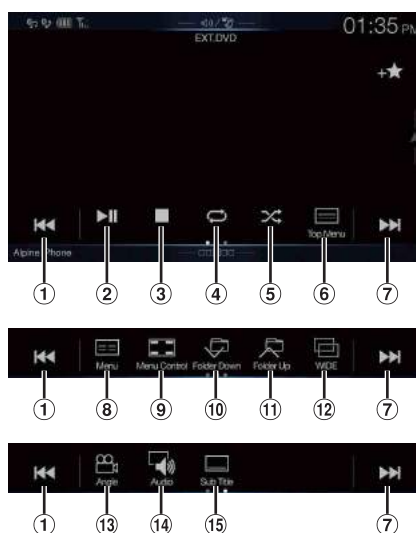 01:35 PM
EXT.DVD
Top Menu
Alpine Phone
① ② ③ ④ ⑤ ⑥ ⑦
Menu Menu Control Folder Down Folder Up WIDE
① ⑧ ⑨ ⑩ ⑪ ⑫ ⑦
Angle Audio Sub Title
① ⑬ ⑭ ⑮ ⑦